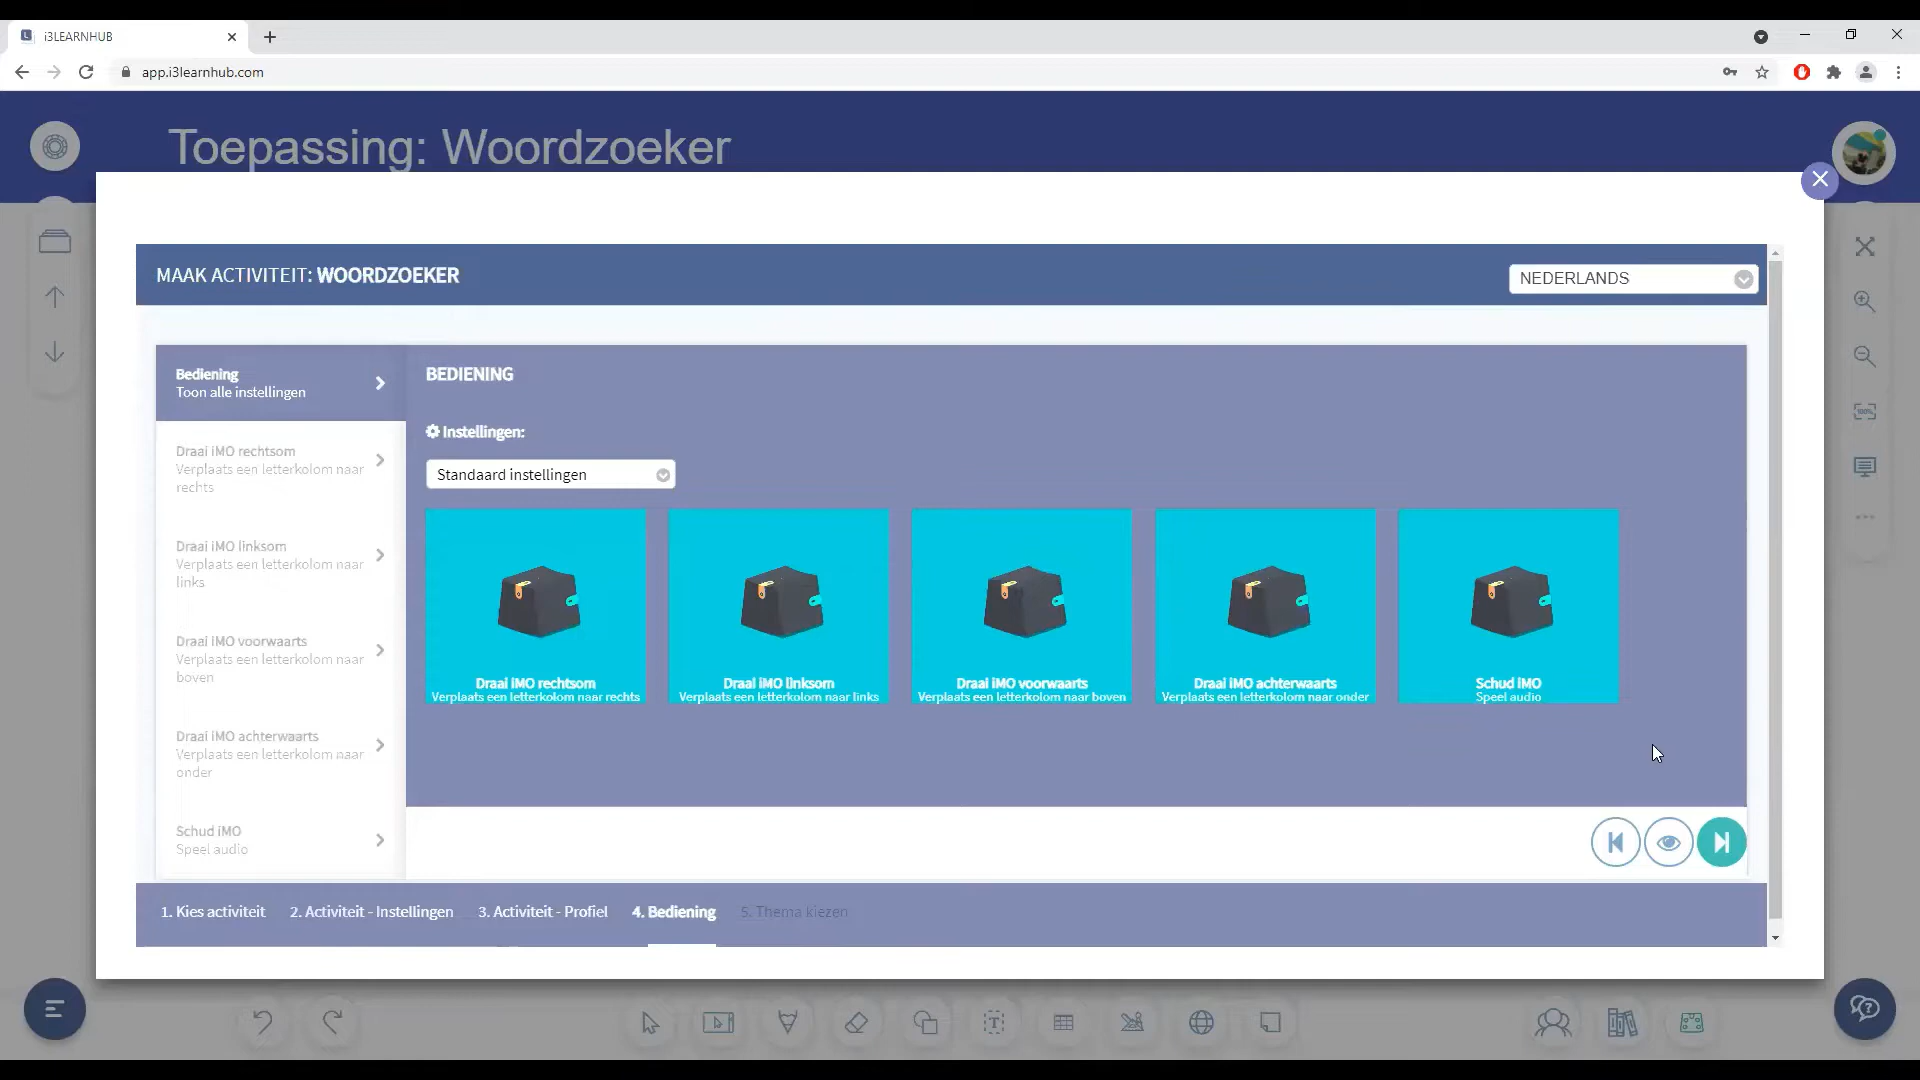 i3LEARNHUB
app.i3learnhub.com
Toepassing: Woordzoeker
MAAK ACTIVITEIT: WOORDZOEKER
NEDERLANDS
Bediening
Toon alle instellingen
Draai iMO rechtsom
Verplaats een letterkolom naar
rechts
Draai iMO linksom
Verplaats een letterkolom naar
links
Draai iMO voorwaarts
Verplaats een letterkolom naar
boven
Draai iMO achterwaarts
Verplaats een letterkolom naar
onder
Schud iMO
Speel audio
BEDIENING
Instellingen:
Standaard instellingen
Draai iMO rechtsom
Verplaats een letterkolom naar rechts
Draai iMO linksom
Verplaats een letterkolom naar links
Draai iMO voorwaarts
Verplaats een letterkolom naar boven
Draai iMO achterwaarts
Verplaats een letterkolom naar onder
Schud iMO
Speel audio
1. Kies activiteit
2. Activiteit - Instellingen
3. Activiteit - Profiel
4. Bediening
5. Thema kiezen
100%